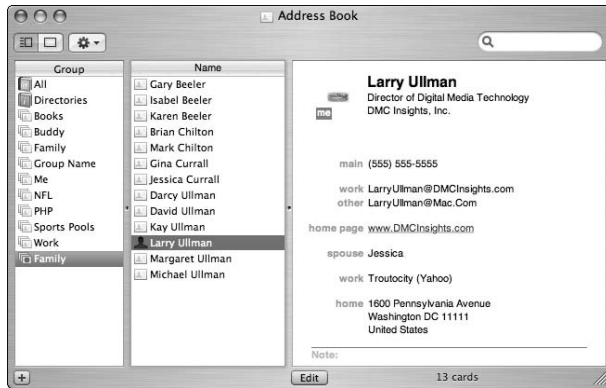 Address Book
Group
All
Directories
Books
Buddy
Family
Group Name
Me
NFL
PHP
Sports Pools
Work
Family
Name
Gary Beeler
Isabel Beeler
Karen Beeler
Brian Chilton
Mark Chilton
Gina Currall
Jessica Currall
Darcy Ullman
David Ullman
Kay Ullman
Larry Ullman
Margaret Ullman
Michael Ullman
Larry Ullman
Director of Digital Media Technology
DMC Insights, Inc.
me
main (555) 555-5555
work LarryUllman@DMCInsights.com
other LarryUllman@Mac.Com
home page www.DMCInsights.com
spouse Jessica
work Troutocity (Yahoo)
home 1600 Pennsylvania Avenue
Washington DC 11111
United States
Note:
Edit
13 cards